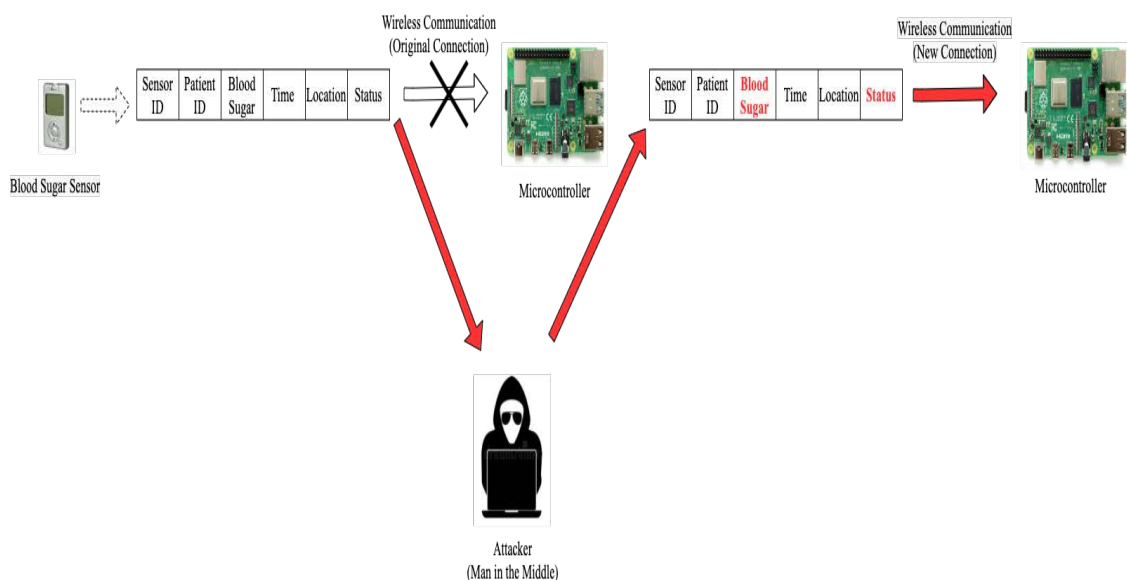 Wireless Communication
(Original Connection)
Wireless Communication
(New Connection)
Sensor ID
Patient ID
Blood Sugar
Time
Location
Status
Sensor ID
Patient ID
Blood Sugar
Time
Location
Status
Blood Sugar Sensor
Microcontroller
Microcontroller
Attacker
(Man in the Middle)